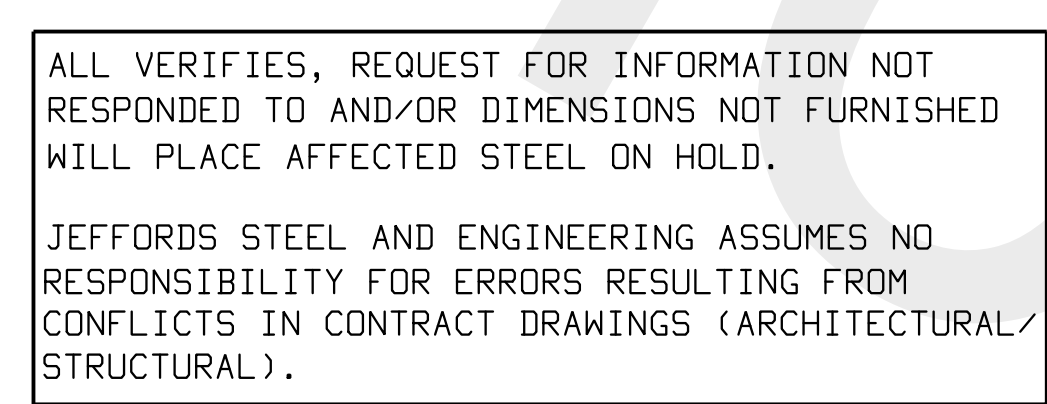 ALL VERIFIES, REQUEST FOR INFORMATION NOT
RESPONDED TO AND/OR DIMENSIONS NOT FURNISHED
WILL PLACE AFFECTED STEEL ON HOLD.
JEFFORDS STEEL AND ENGINEERING ASSUMES NO
RESPONSIBILITY FOR ERRORS RESULTING FROM
CONFLICTS IN CONTRACT DRAWINGS (ARCHITECTURAL/
STRUCTURAL).